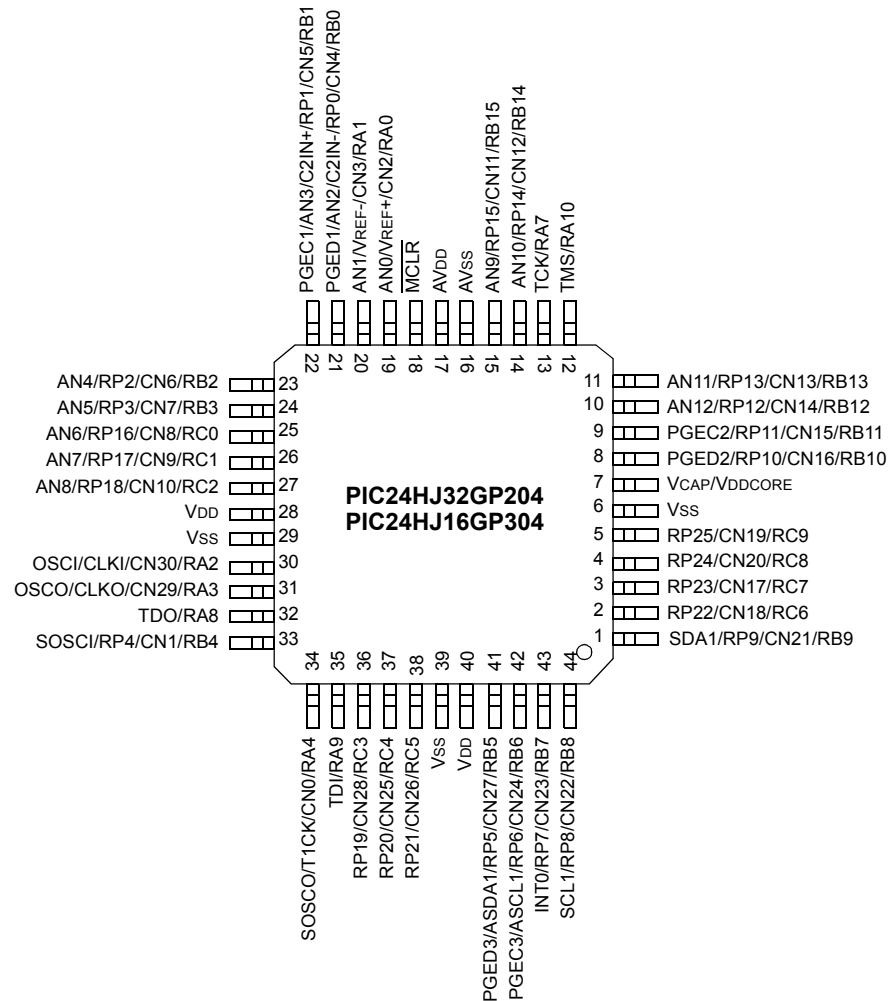 PGEC1/AN3/C2IN+/RP1/CN5/RB1
PGED1/AN2/C2IN-/RP0/CN4/RB0
AN1/VREF-/CN3/RA1
AN0/VREF+/CN2/RA0
MCLR
AVDD
AVSS
AN9/RP15/CN11/RB15
AN10/RP14/CN12/RB14
TCK/RA7
TMS/RA10
22
21
20
19
18
17
16
15
14
13
12
AN4/RP2/CN6/RB2 23
AN5/RP3/CN7/RB3 24
AN6/RP16/CN8/RC0 25
AN7/RP17/CN9/RC1 26
AN8/RP18/CN10/RC2 27
VDD 28
VSS 29
OSCI/CLKI/CN30/RA2 30
OSCO/CLKO/CN29/RA3 31
TDO/RA8 32
SOSCI/RP4/CN1/RB4 33
PIC24HJ32GP204
PIC24HJ16GP304
11 AN11/RP13/CN13/RB13
10 AN12/RP12/CN14/RB12
9 PGEC2/RP11/CN15/RB11
8 PGED2/RP10/CN16/RB10
7 VCAP/VDDCORE
6 VSS
5 RP25/CN19/RC9
4 RP24/CN20/RC8
3 RP23/CN17/RC7
2 RP22/CN18/RC6
1 SDA1/RP9/CN21/RB9
34
35
36
37
38
39
40
41
42
43
44
SOSCO/T1CK/CN0/RA4
TDI/RA9
RP19/CN28/RC3
RP20/CN25/RC4
RP21/CN26/RC5
VSS
VDD
PGED3/ASDA1/RP5/CN27/RB5
PGEC3/ASCL1/RP6/CN24/RB6
INT0/RP7/CN23/RB7
SCL1/RP8/CN22/RB8